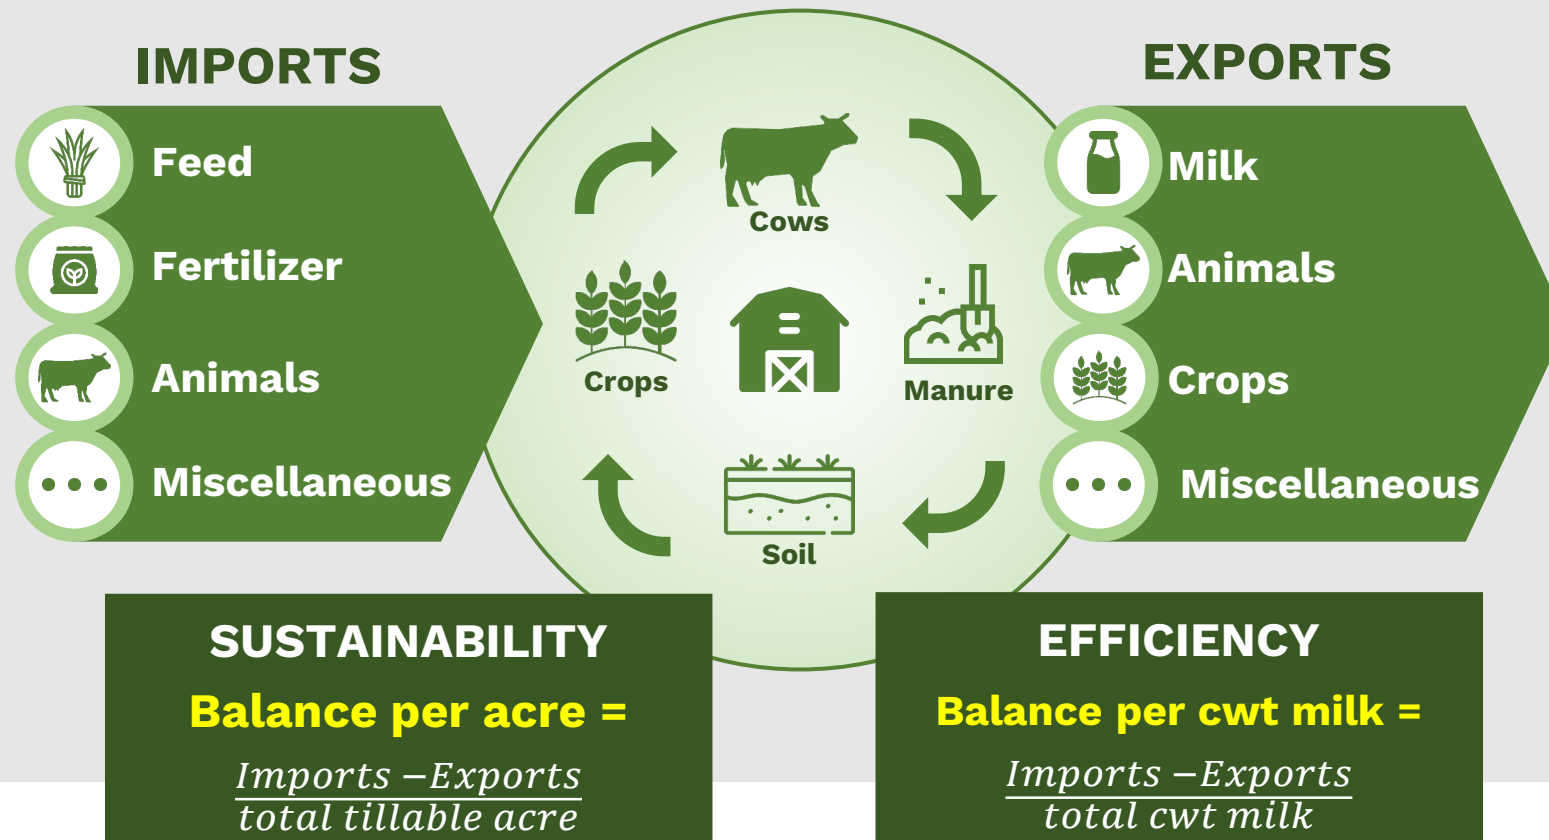 IMPORTS
Feed
Fertilizer
Animals
Miscellaneous
Cows
Crops
Manure
Soil
EXPORTS
Milk
Animals
Crops
Miscellaneous
SUSTAINABILITY
Balance per acre =
Imports −Exports
total tillable acre
EFFICIENCY
Balance per cwt milk =
Imports −Exports
total cwt milk